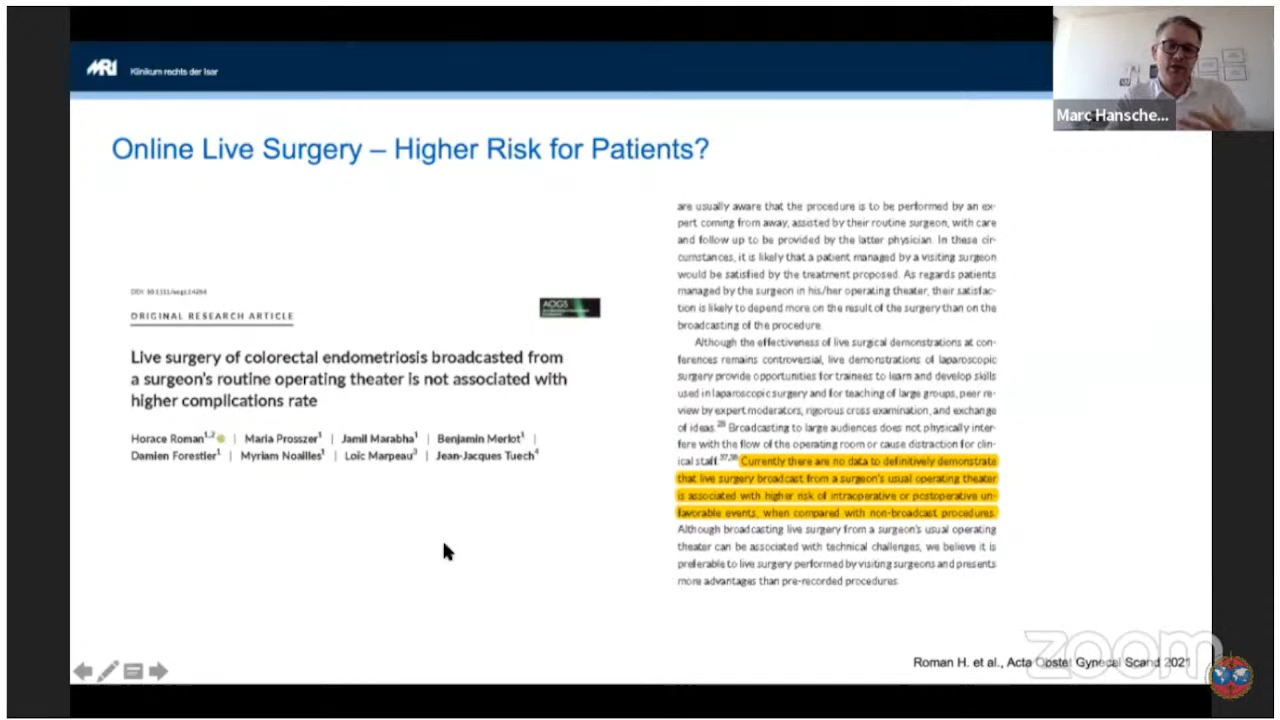 MRI Klinikum rechts der Isar
Marc Hansche...
Online Live Surgery – Higher Risk for Patients?
ORIGINAL RESEARCH ARTICLE
AOGS
Live surgery of colorectal endometriosis broadcasted from
a surgeon's routine operating theater is not associated with
higher complications rate
Horace Roman1,2 | Maria Prosszer1 | Jamil Marabha1 | Benjamin Merlot1 |
Damien Forestier1 | Myriam Noailles1 | Loïc Marpeau3 | Jean-Jacques Tuech4
are usually aware that the procedure is to be performed by an ex-
pert coming from away, assisted by their routine surgeon, with care
and follow up to be provided by the latter physician. In these cir-
cumstances, it is likely that a patient managed by a visiting surgeon
would be satisfied by the treatment proposed. As regards patients
managed by the surgeon in his/her operating theater, their satisfac-
tion is likely to depend more on the result of the surgery than on the
broadcasting of the procedure.
Although the effectiveness of live surgical demonstrations at con-
ferences remains controversial, live demonstrations of laparoscopic
surgery provide opportunities for trainees to learn and develop skills
used in laparoscopic surgery and for teaching of large groups, peer re-
view by expert moderators, rigorous cross examination, and exchange
of ideas. Broadcasting to large audiences does not physically inter-
fere with the flow of the operating room or cause distraction for clin-
ical staff. Currently there are no data to definitively demonstrate
that live surgery broadcast from a surgeon's usual operating theater
is associated with higher risk of intraoperative or postoperative un-
favorable events, when compared with non-broadcast procedures.
Although broadcasting live surgery from a surgeon's usual operating
theater can be associated with technical challenges, we believe it is
preferable to live surgery performed by visiting surgeons and presents
more advantages than pre-recorded procedures.
Roman H. et al., Acta Obstet Gynecol Scand 2021
zoom